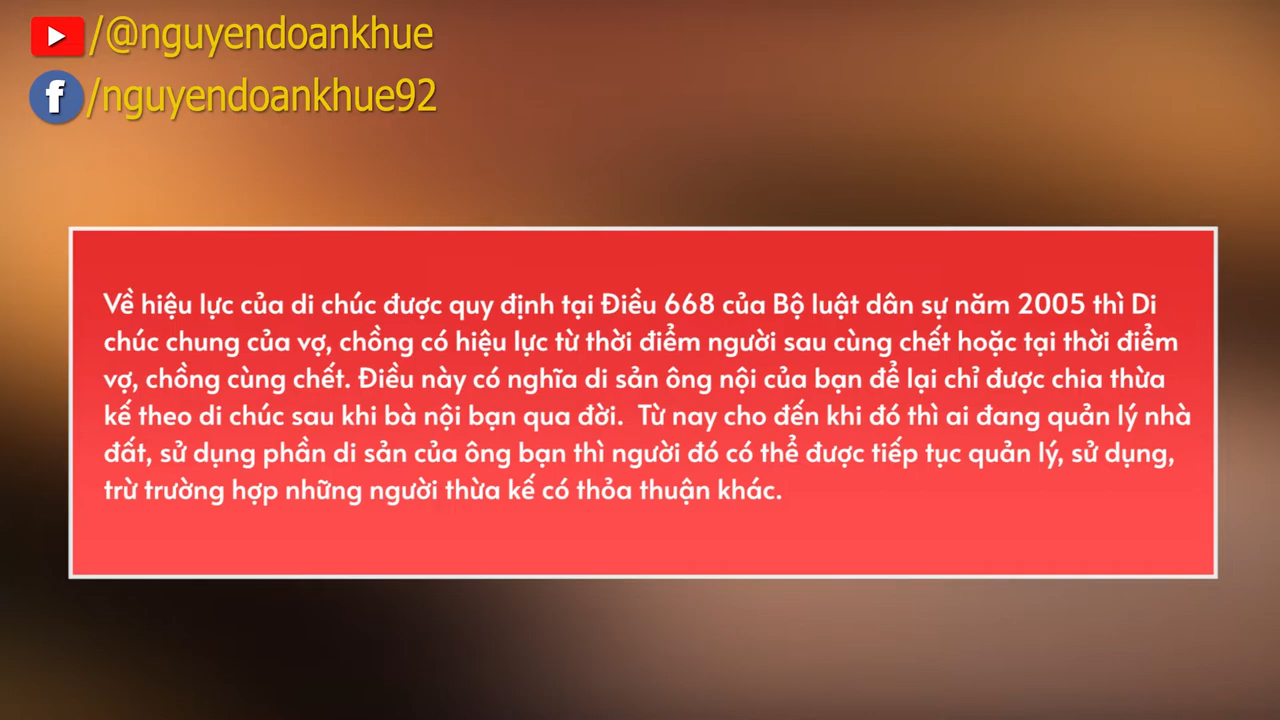 /@nguyendoankhue
/nguyendoankhue92
Về hiệu lực của di chúc được quy định tại Điều 668 của Bộ luật dân sự năm 2005 thì Di
chúc chung của vợ, chồng có hiệu lực từ thời điểm người sau cùng chết hoặc tại thời điểm
vợ, chồng cùng chết. Điều này có nghĩa di sản ông nội của bạn để lại chỉ được chia thừa
kế theo di chúc sau khi bà nội bạn qua đời.  Từ nay cho đến khi đó thì ai đang quản lý nhà
đất, sử dụng phần di sản của ông bạn thì người đó có thể được tiếp tục quản lý, sử dụng,
trừ trường hợp những người thừa kế có thỏa thuận khác.